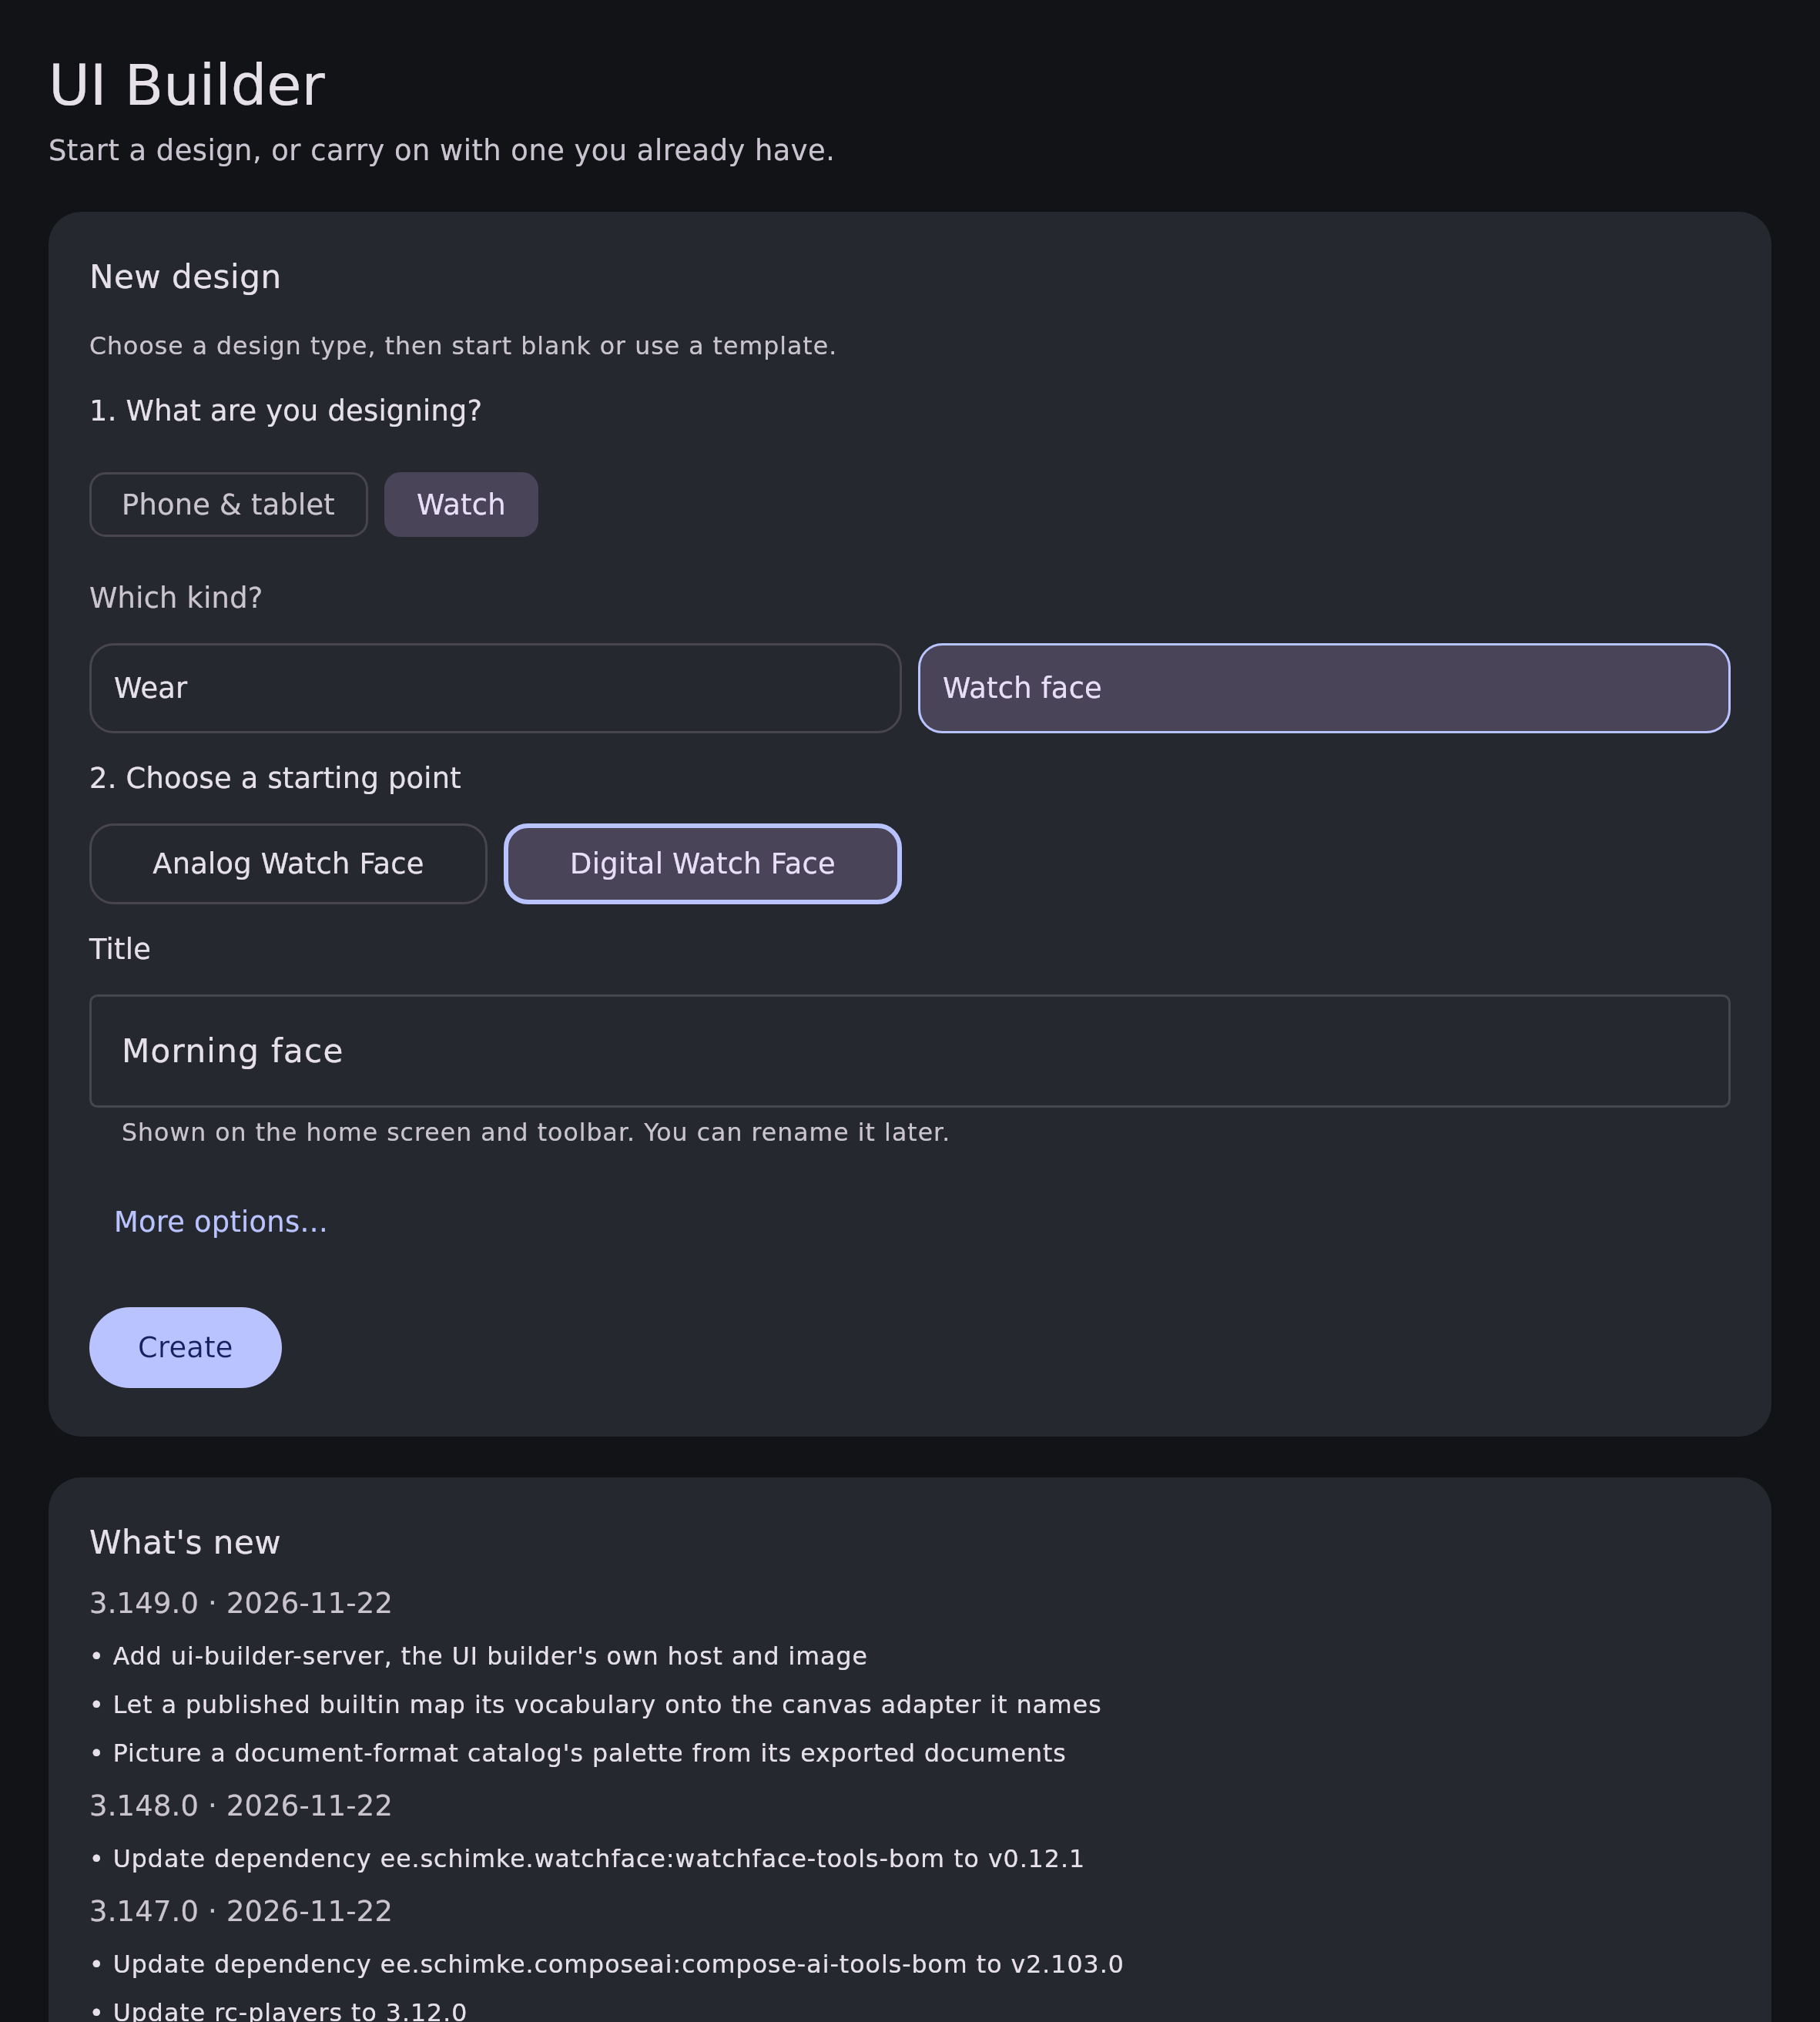 UI Builder
Start a design, or carry on with one you already have.
New design
Choose a design type, then start blank or use a template.
1. What are you designing?
Phone & tablet
Watch
Which kind?
Wear
Watch face
2. Choose a starting point
Analog Watch Face
Digital Watch Face
Title
Morning face
Shown on the home screen and toolbar. You can rename it later.
More options...
Create
What's new
3.149.0 · 2026-11-22
• Add ui-builder-server, the UI builder's own host and image
• Let a published builtin map its vocabulary onto the canvas adapter it names
• Picture a document-format catalog's palette from its exported documents
3.148.0 · 2026-11-22
• Update dependency ee.schimke.watchface:watchface-tools-bom to v0.12.1
3.147.0 · 2026-11-22
• Update dependency ee.schimke.composeai:compose-ai-tools-bom to v2.103.0
• Update rc-players to 3.12.0